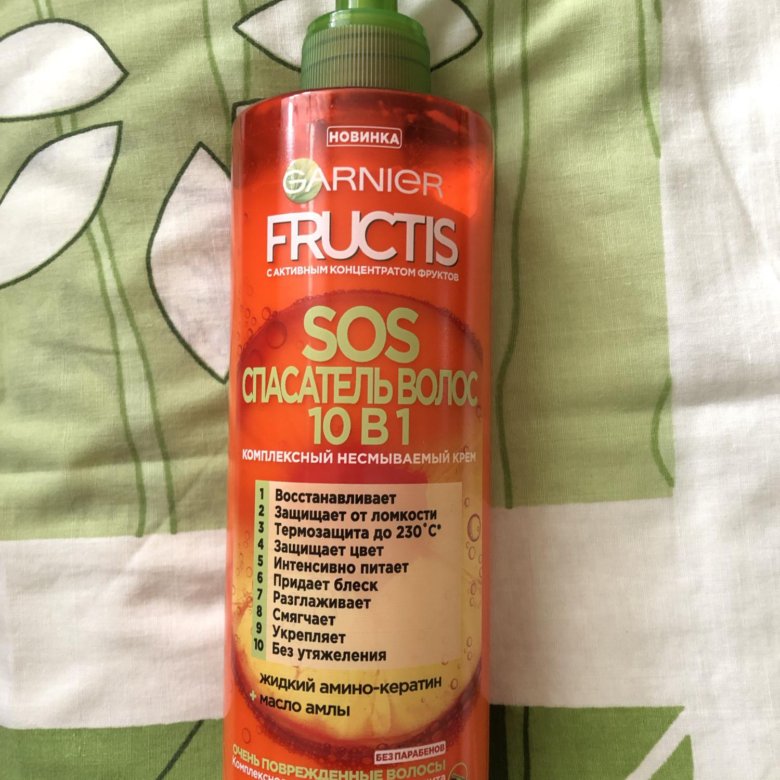 НОВИНКА
GARNIER
FRUCTIS
С АКТИВНЫМ КОНЦЕНТРАТОМ ФРУКТОВ
SOS
СПАСАТЕЛЬ ВОЛОС
10 В 1
КОМПЛЕКСНЫЙ НЕСМЫВАЕМЫЙ КРЕМ
1 Восстанавливает
2 Защищает от ломкости
3 Термозащита до 230°С*
4 Защищает цвет
5 Интенсивно питает
6 Придает блеск
7 Разглаживает
8 Смягчает
9 Укрепляет
10 Без утяжеления
жидкий амино-кератин
+ масло амлы
БЕЗ ПАРАБЕНОВ
ОЧЕНЬ ПОВРЕЖДЕННЫЕ ВОЛОСЫ